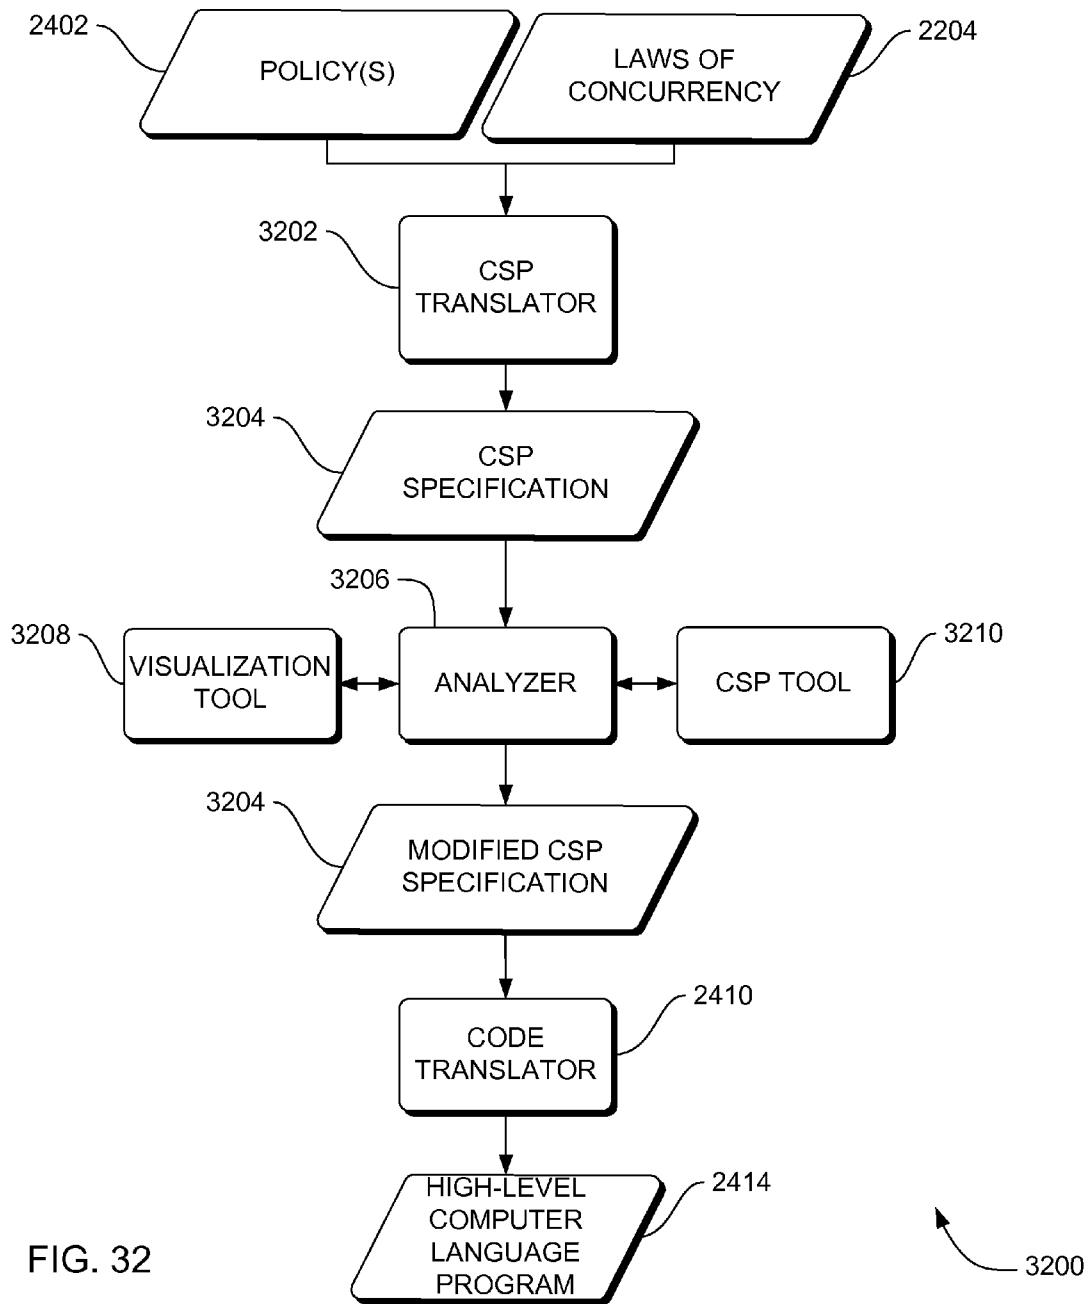 2402
POLICY(S)
LAWS OF
CONCURRENCY
2204
3202
CSP
TRANSLATOR
3204
CSP
SPECIFICATION
3206
3208
VISUALIZATION
TOOL
ANALYZER
CSP TOOL
3210
3204
MODIFIED CSP
SPECIFICATION
CODE
TRANSLATOR
2410
HIGH-LEVEL
COMPUTER
LANGUAGE
PROGRAM
2414
FIG. 32
3200